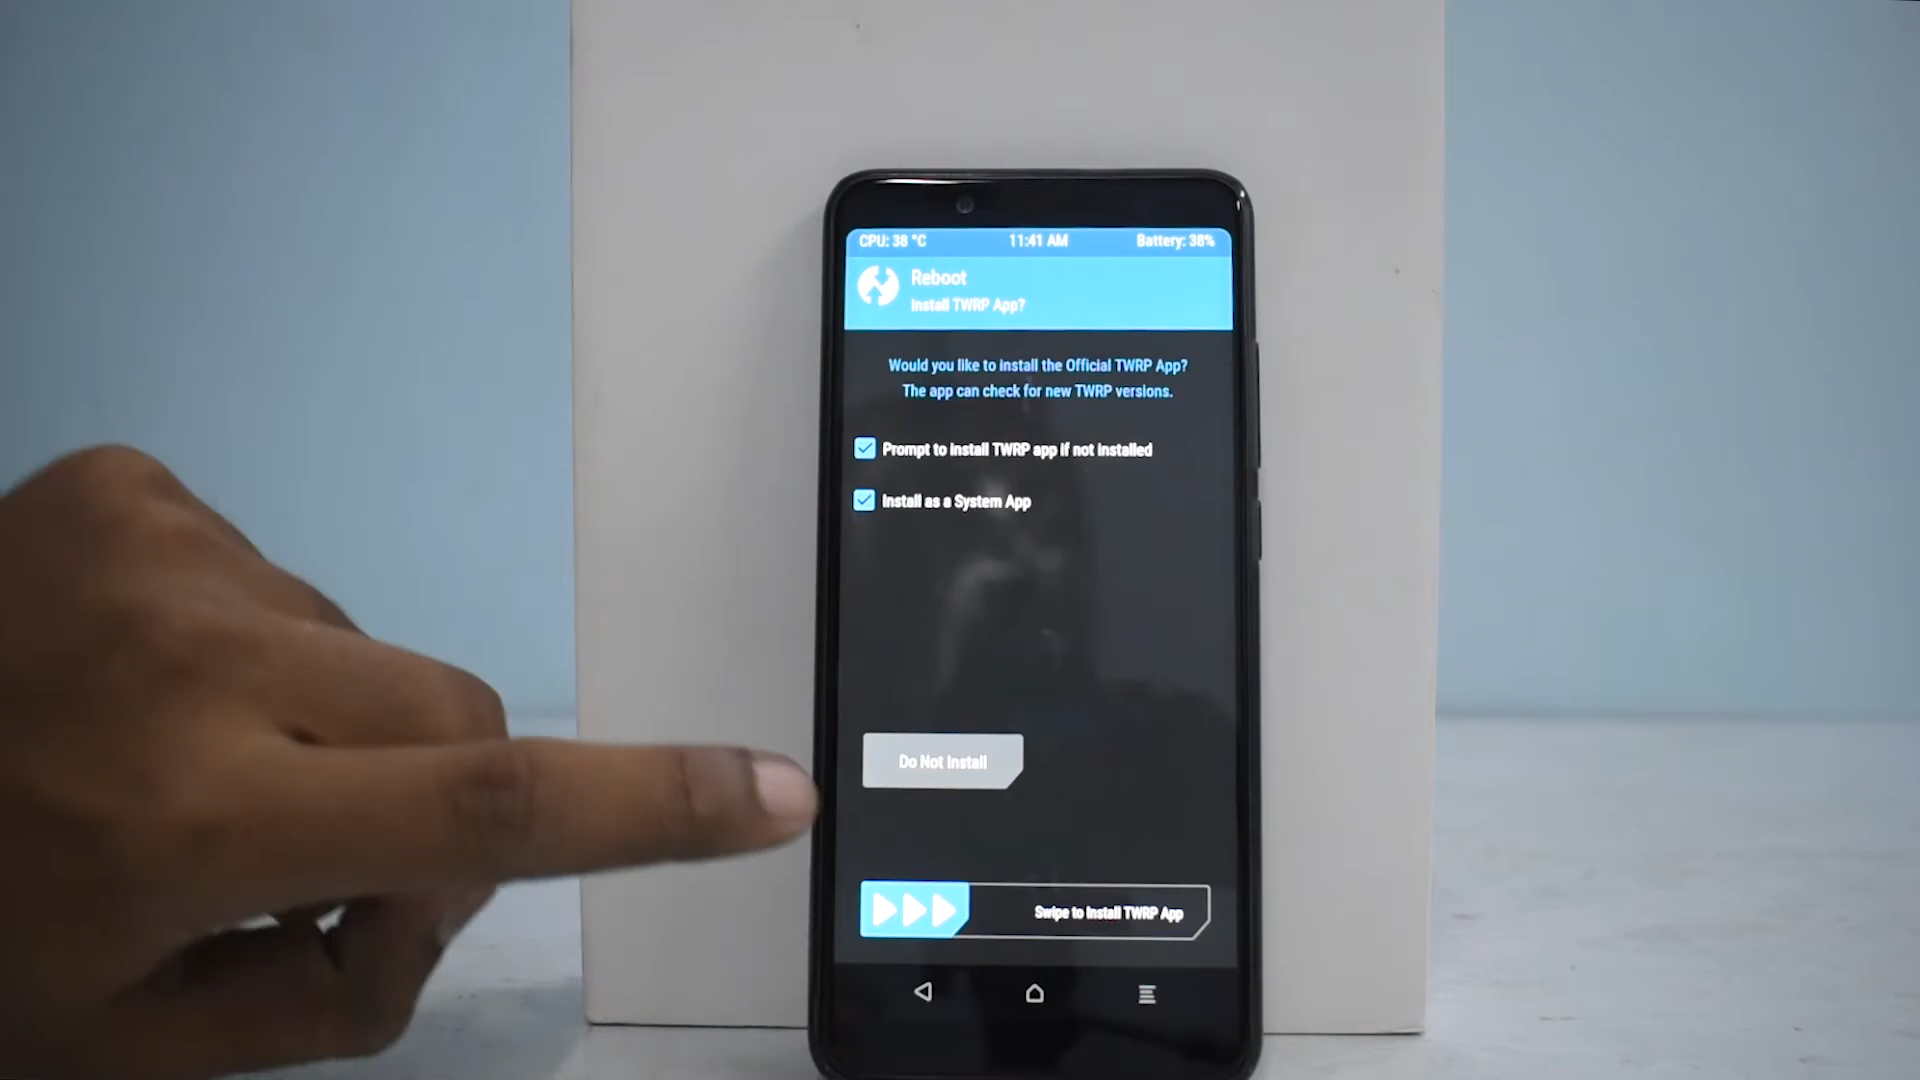 CPU: 38 °C 11:41 AM Battery: 38%
Reboot
Install TWRP App?
Would you like to install the Official TWRP App?
The app can check for new TWRP versions.
Prompt to install TWRP app if not installed
Install as a System App
Do Not Install
Swipe to Install TWRP App